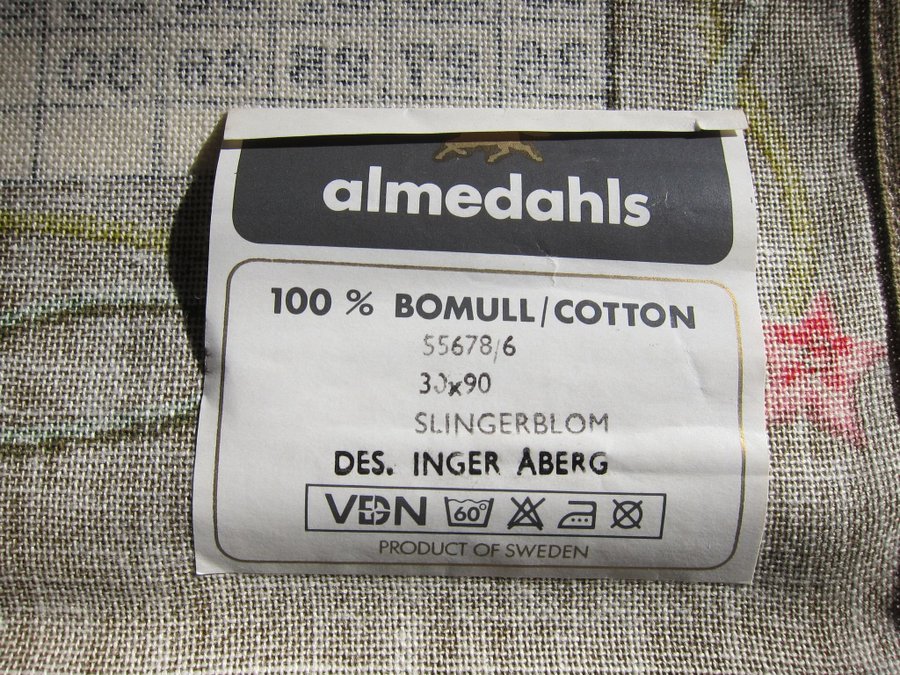 almedahls
100 % BOMULL/COTTON
55678/6
30x90
SLINGERBLOM
DES. INGER ÅBERG
VDN 60°
PRODUCT OF SWEDEN